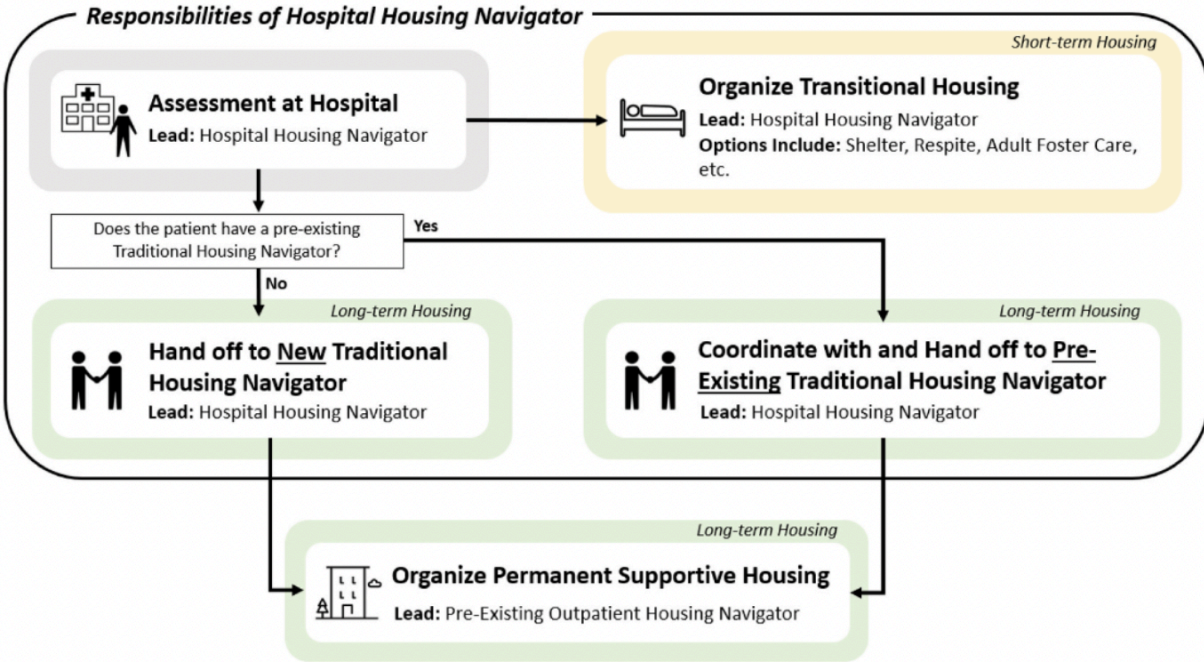 Responsibilities of Hospital Housing Navigator
Assessment at Hospital
Lead: Hospital Housing Navigator
Short-term Housing
Organize Transitional Housing
Lead: Hospital Housing Navigator
Options Include: Shelter, Respite, Adult Foster Care,
etc.
Does the patient have a pre-existing
Traditional Housing Navigator?
Yes
No
Long-term Housing
Hand off to New Traditional
Housing Navigator
Lead: Hospital Housing Navigator
Long-term Housing
Coordinate with and Hand off to Pre-
Existing Traditional Housing Navigator
Lead: Hospital Housing Navigator
Long-term Housing
Organize Permanent Supportive Housing
Lead: Pre-Existing Outpatient Housing Navigator